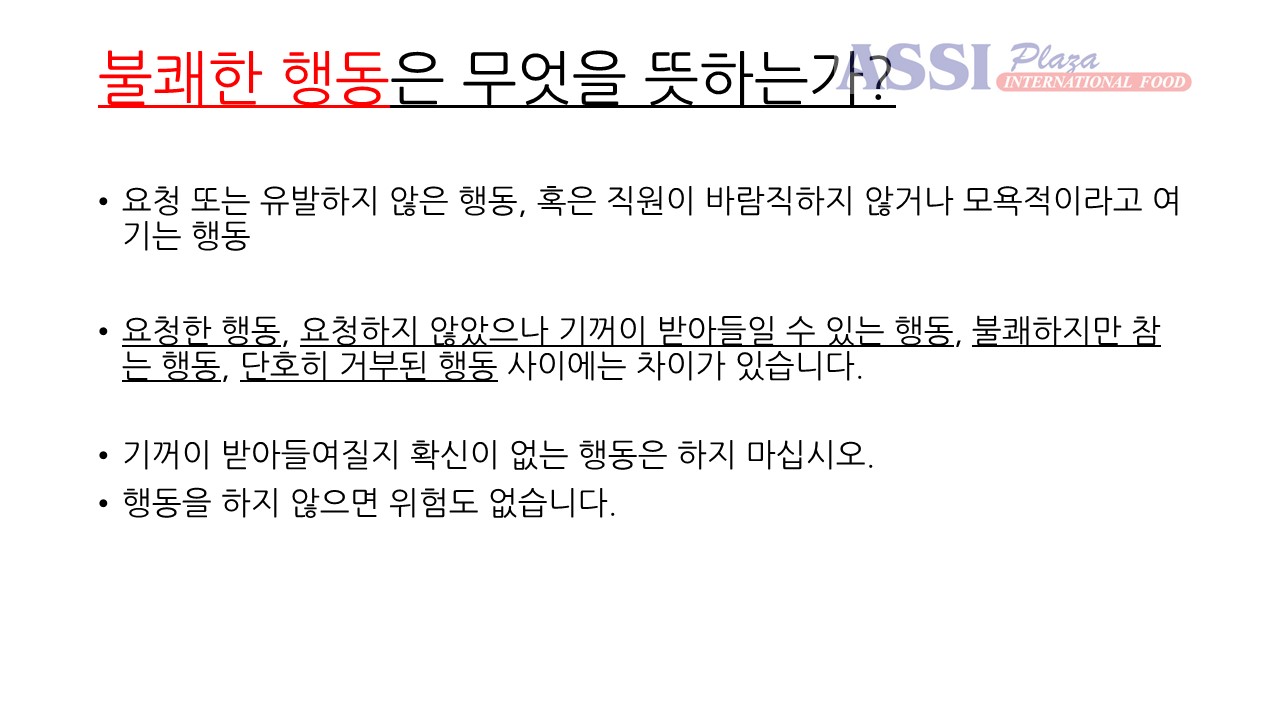 불쾌한 행동은 무엇을 뜻하는가?
ASSI Plaza
INTERNATIONAL FOOD
• 요청 또는 유발하지 않은 행동, 혹은 직원이 바람직하지 않거나 모욕적이라고 여
기는 행동
• 요청한 행동, 요청하지 않았으나 기꺼이 받아들일 수 있는 행동, 불쾌하지만 참
는 행동, 단호히 거부된 행동 사이에는 차이가 있습니다.
• 기꺼이 받아들여질지 확신이 없는 행동은 하지 마십시오.
• 행동을 하지 않으면 위험도 없습니다.